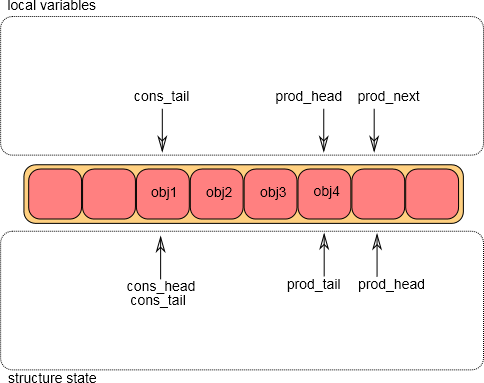 local variables
cons_tail
prod_head
prod_next
obj1
obj2
obj3
obj4
cons_head
cons_tail
prod_tail
prod_head
structure state